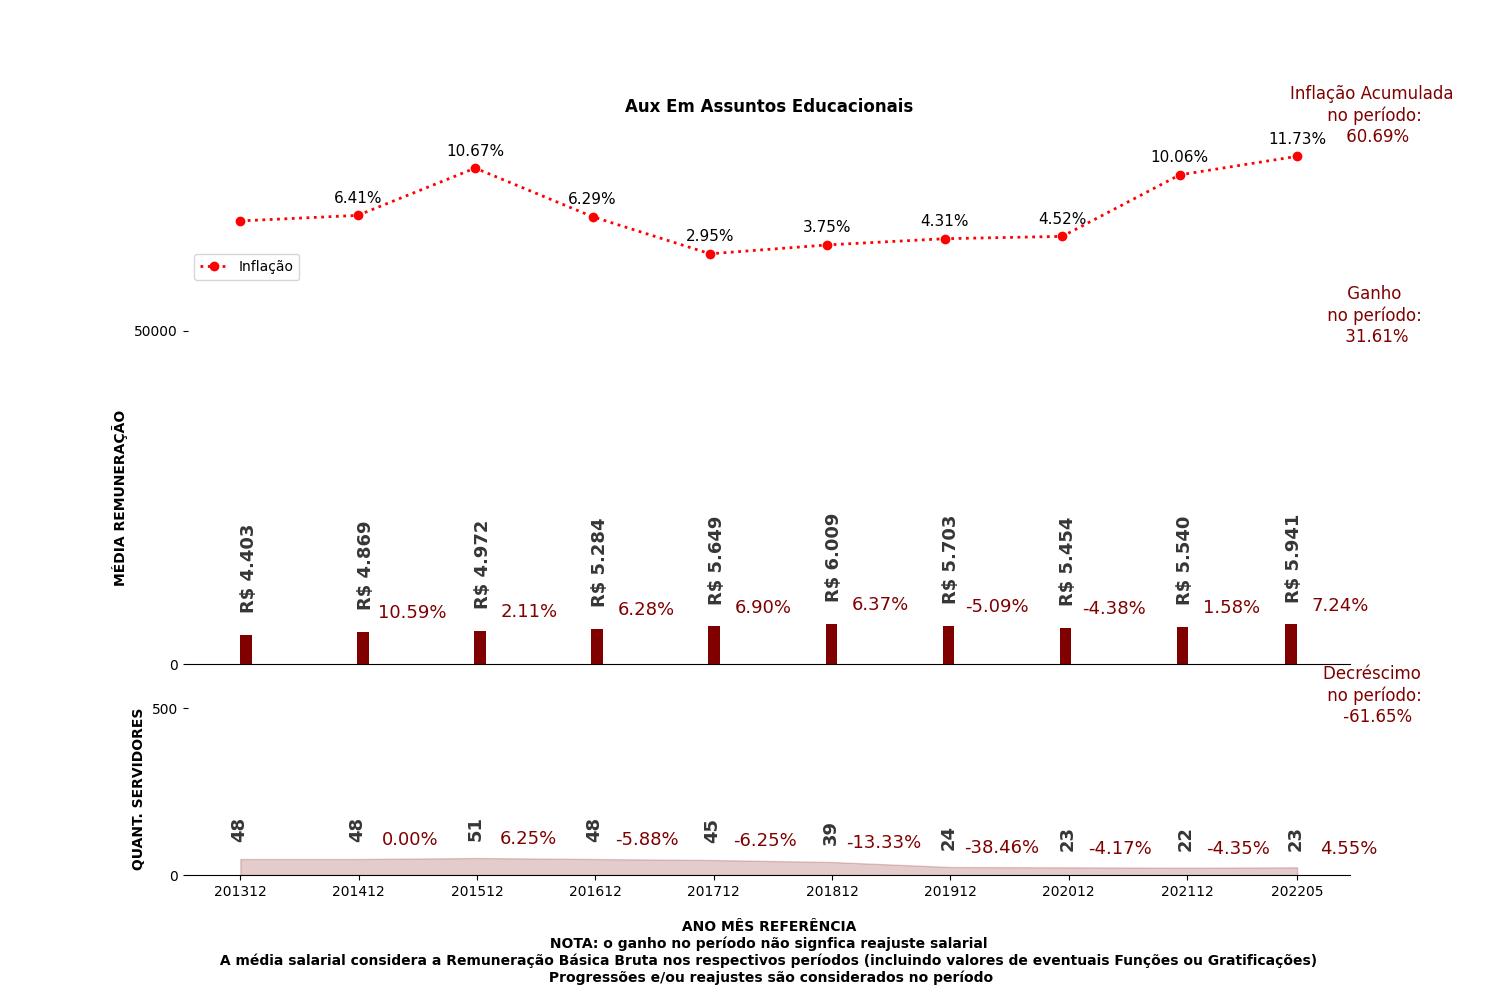 Aux Em Assuntos Educacionais
Inflação Acumulada
no período:
60.69%
6.41%
10.67%
6.29%
2.95%
3.75%
4.31%
4.52%
10.06%
11.73%
Inflação
Ganho
no período:
31.61%
50000
0
MÉDIA REMUNERAÇÃO
R$ 4.403
R$ 4.869
R$ 4.972
R$ 5.284
R$ 5.649
R$ 6.009
R$ 5.703
R$ 5.454
R$ 5.540
R$ 5.941
10.59%
2.11%
6.28%
6.90%
6.37%
-5.09%
-4.38%
1.58%
7.24%
Decréscimo
no período:
-61.65%
500
0
QUANT. SERVIDORES
48
48
51
48
45
39
24
23
22
23
0.00%
6.25%
-5.88%
-6.25%
-13.33%
-38.46%
-4.17%
-4.35%
4.55%
201312
201412
201512
201612
201712
201812
201912
202012
202112
202205
ANO MÊS REFERÊNCIA
NOTA: o ganho no período não signfica reajuste salarial
A média salarial considera a Remuneração Básica Bruta nos respectivos períodos (incluindo valores de eventuais Funções ou Gratificações)
Progressões e/ou reajustes são considerados no período